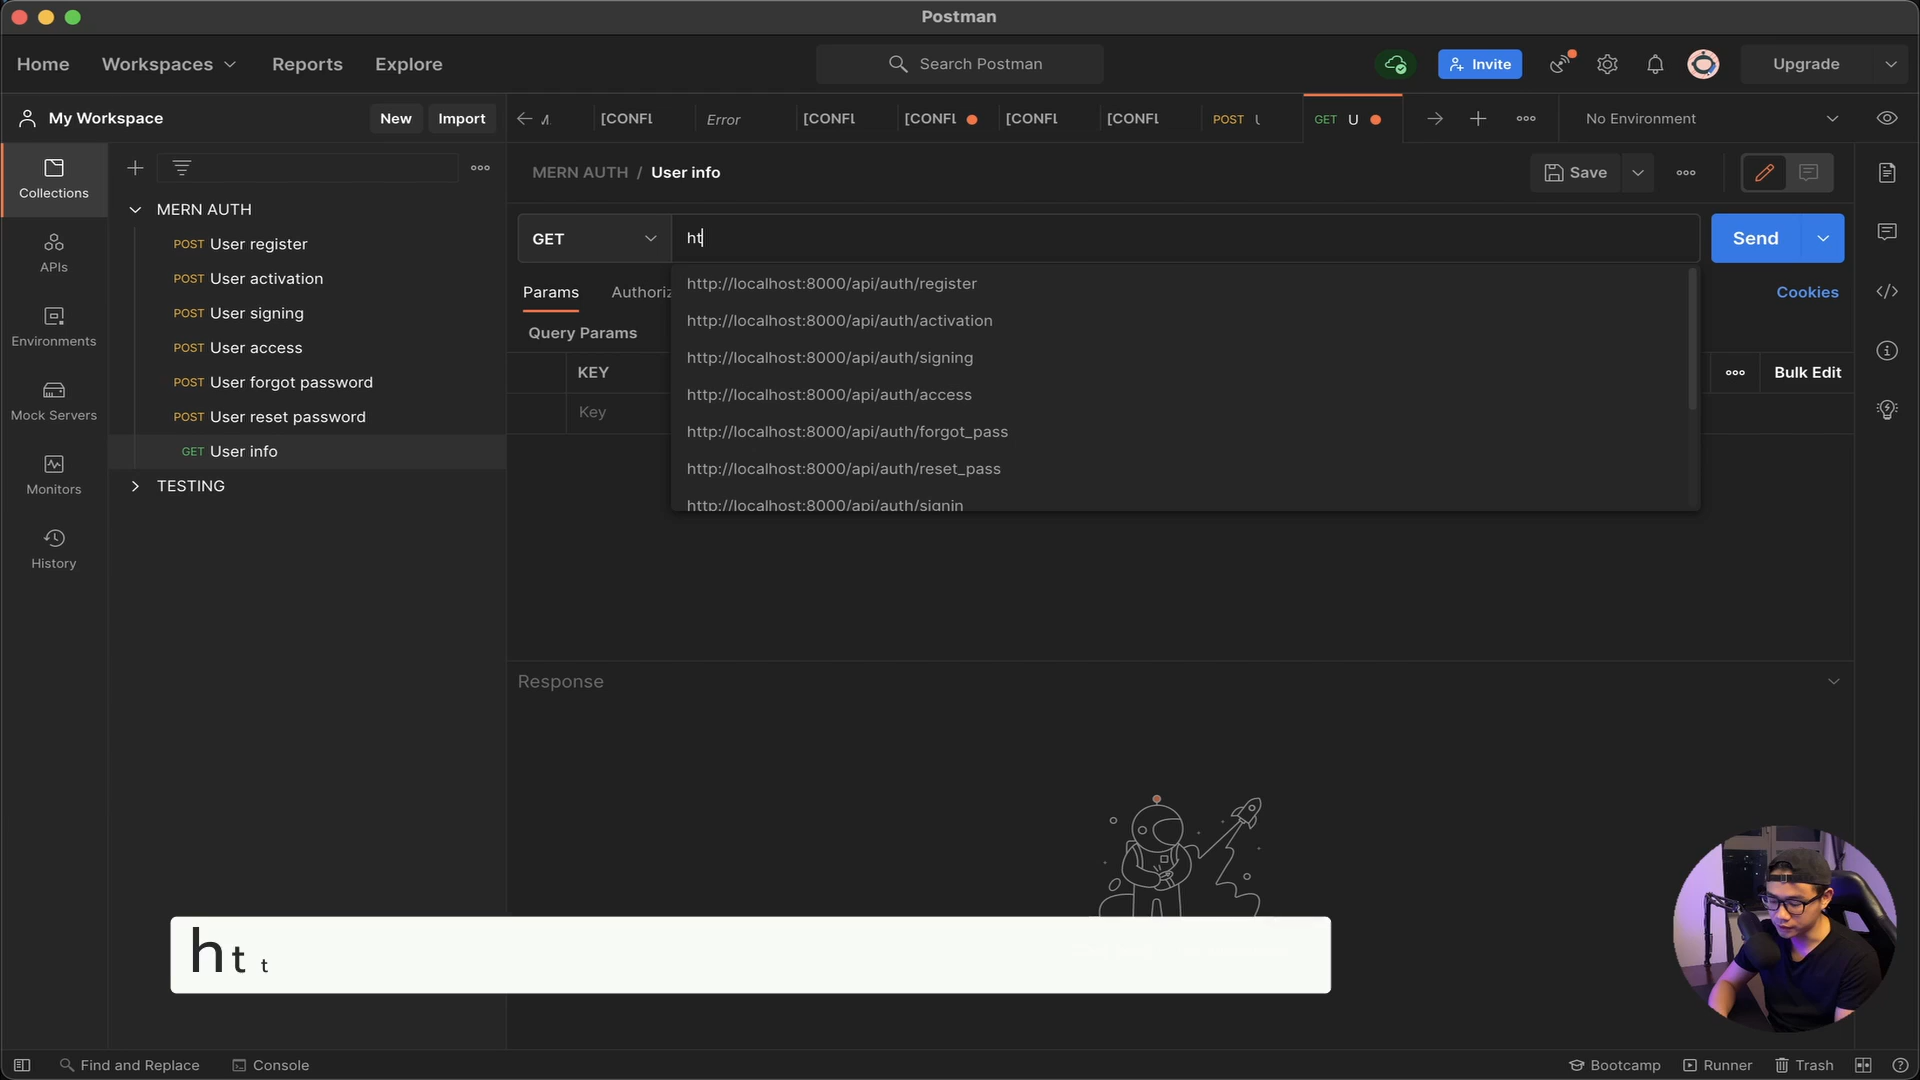 Postman
Home
Workspaces
Reports
Explore
Search Postman
Invite
Upgrade
My Workspace
New
Import
[CONFL
Error
[CONFL
[CONFL
[CONFL
[CONFL
POST
GET U
No Environment
Collections
MERN AUTH / User info
Save
MERN AUTH
POST User register
POST User activation
POST User signing
POST User access
POST User forgot password
POST User reset password
GET User info
TESTING
APIs
Environments
Mock Servers
Monitors
History
GET
ht
Send
http://localhost:8000/api/auth/register
http://localhost:8000/api/auth/activation
http://localhost:8000/api/auth/signing
http://localhost:8000/api/auth/access
http://localhost:8000/api/auth/forgot_pass
http://localhost:8000/api/auth/reset_pass
http://localhost:8000/api/auth/signin
Params
Authoriz
Cookies
Query Params
KEY
Bulk Edit
Key
Response
h t t
Find and Replace
Console
Bootcamp
Runner
Trash